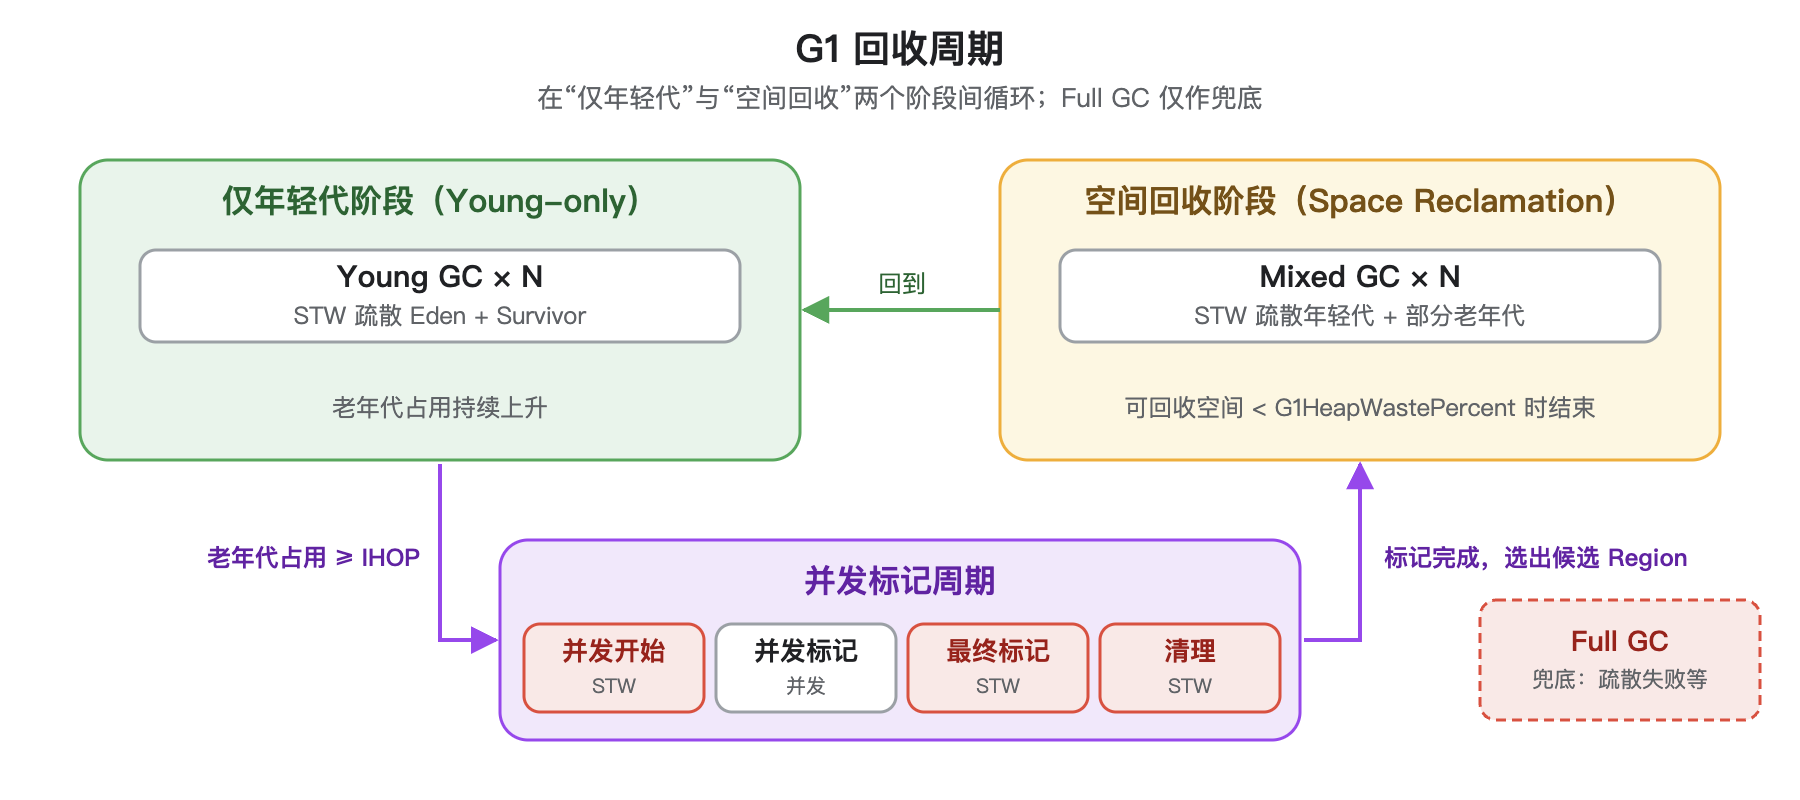 G1 回收周期
在“仅年轻代”与“空间回收”两个阶段间循环；Full GC 仅作兜底
仅年轻代阶段（Young-only）
Young GC × N
STW 疏散 Eden + Survivor
老年代占用持续上升
回到
空间回收阶段（Space Reclamation）
Mixed GC × N
STW 疏散年轻代 + 部分老年代
可回收空间 < G1HeapWastePercent 时结束
老年代占用 ≥ IHOP
并发标记周期
并发开始
STW
并发标记
并发
最终标记
STW
清理
STW
标记完成，选出候选 Region
Full GC
兜底：疏散失败等